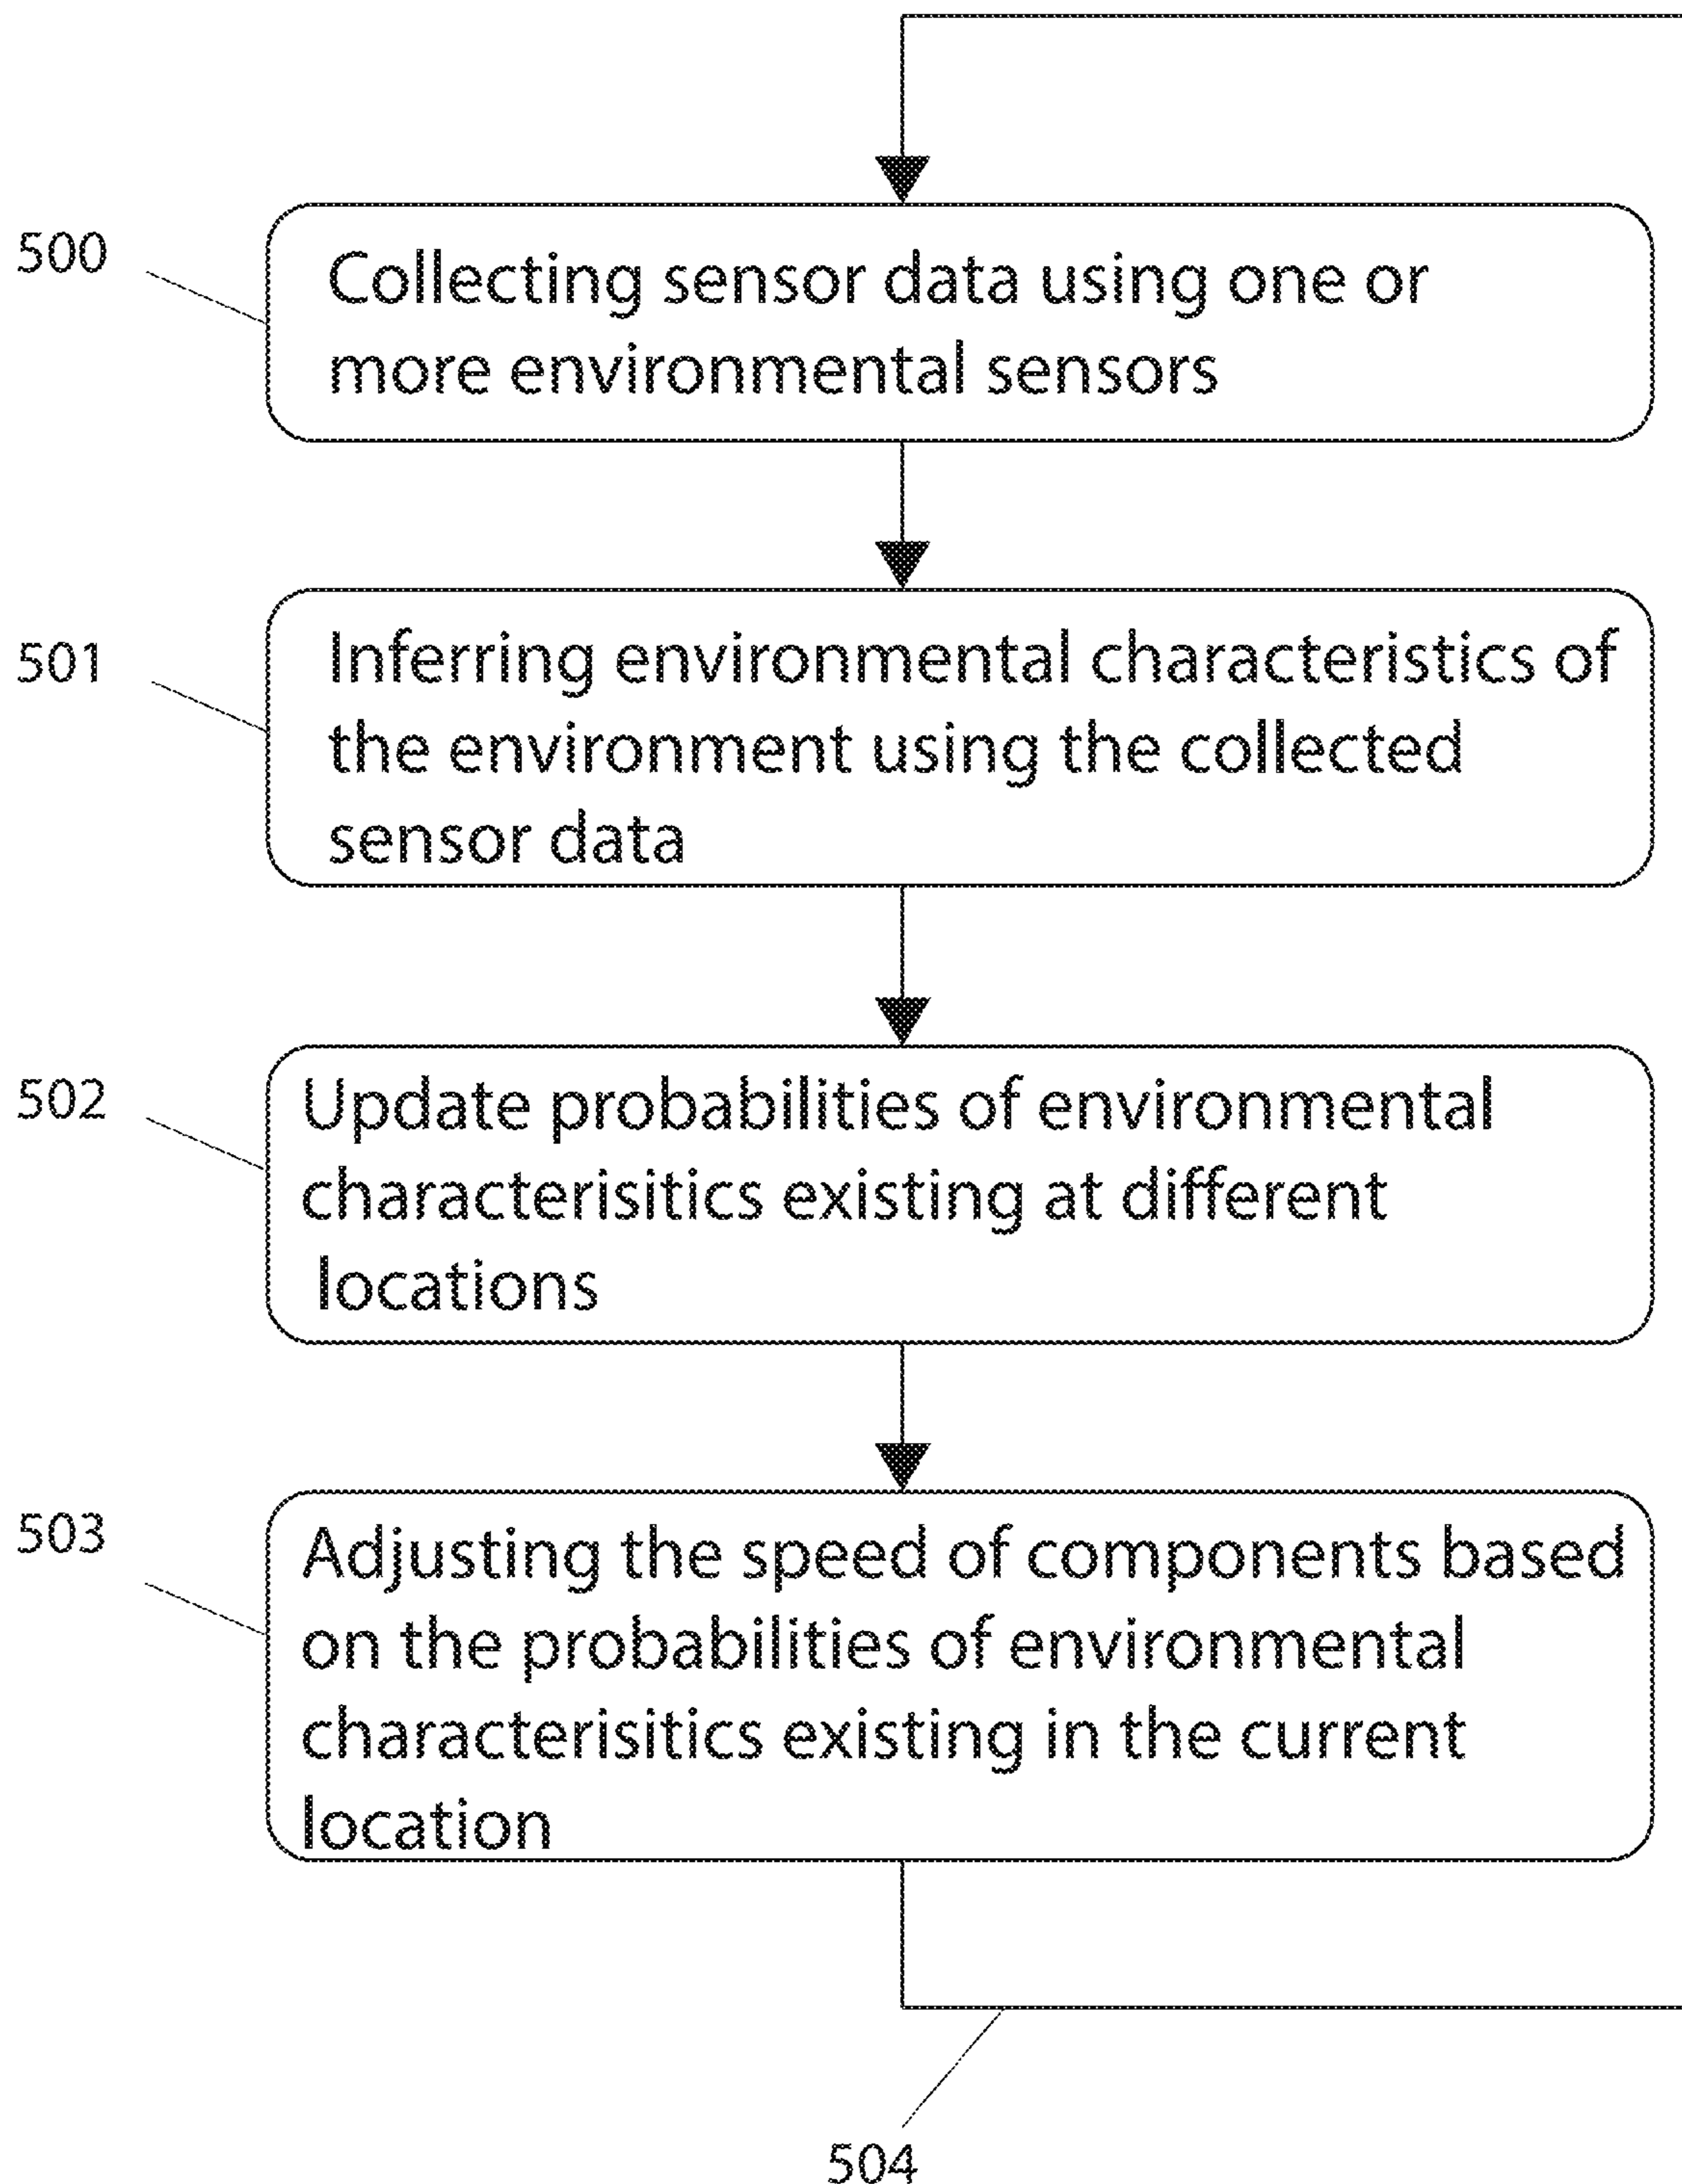 500
Collecting sensor data using one or
more environmental sensors
501
Inferring environmental characteristics of
the environment using the collected
sensor data
502
Update probabilities of environmental
characterisitics existing at different
locations
503
Adjusting the speed of components based
on the probabilities of environmental
characterisitics existing in the current
location
504